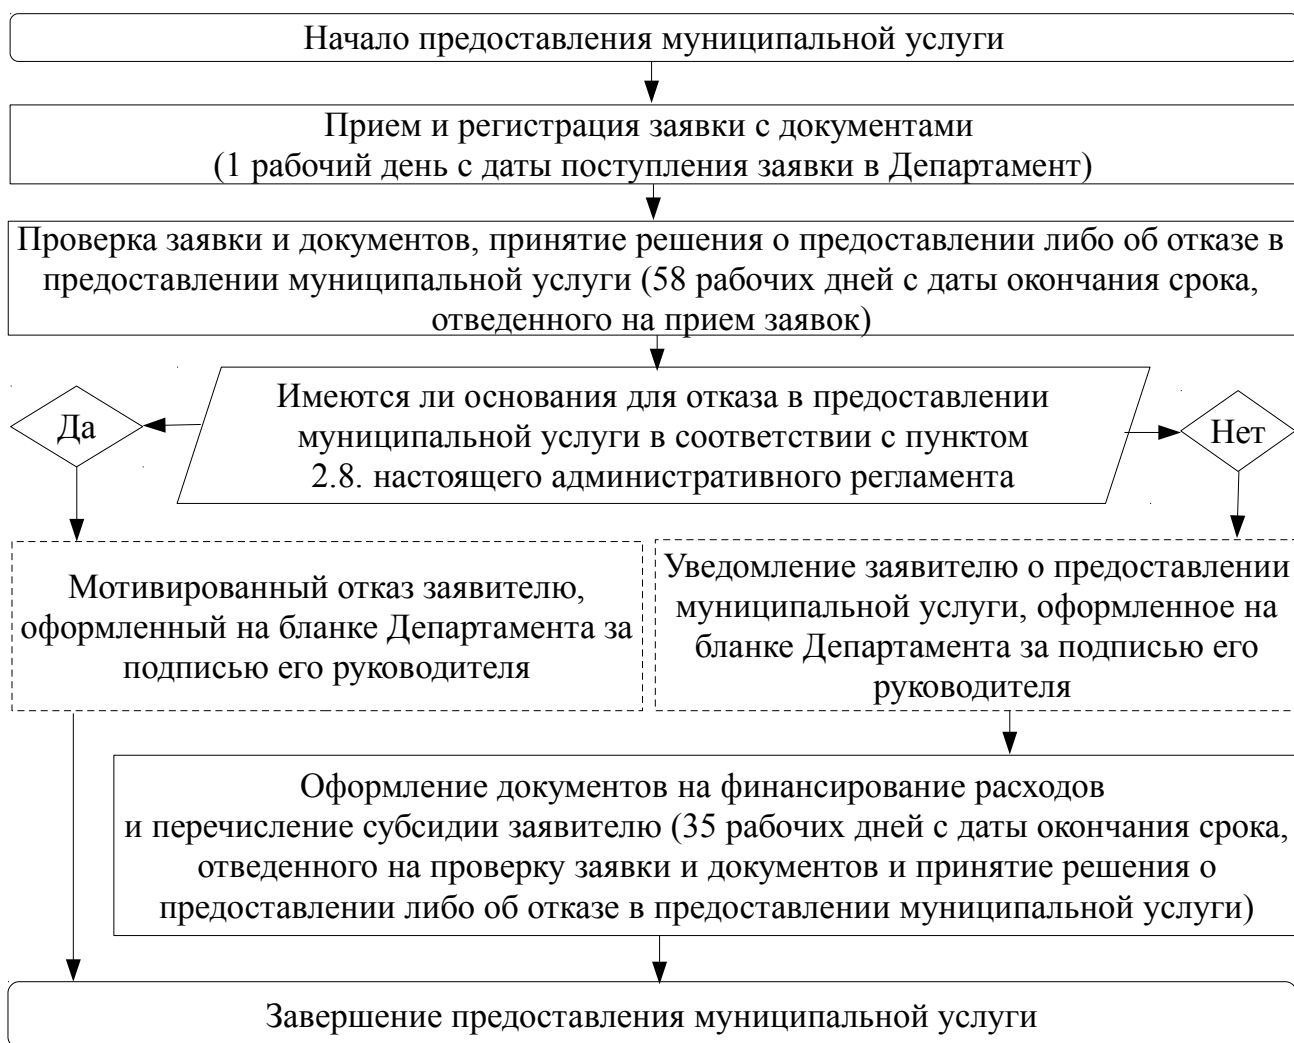 Начало предоставления муниципальной услуги
Прием и регистрация заявки с документами
(1 рабочий день с даты поступления заявки в Департамент)
Проверка заявки и документов, принятие решения о предоставлении либо об отказе в
предоставлении муниципальной услуги (58 рабочих дней с даты окончания срока,
отведенного на прием заявок)
Имеются ли основания для отказа в предоставлении
муниципальной услуги в соответствии с пунктом
2.8. настоящего административного регламента
Да
Нет
Мотивированный отказ заявителю,
оформленный на бланке Департамента за
подписью его руководителя
Уведомление заявителю о предоставлении
муниципальной услуги, оформленное на
бланке Департамента за подписью его
руководителя
Оформление документов на финансирование расходов
и перечисление субсидии заявителю (35 рабочих дней с даты окончания срока,
отведенного на проверку заявки и документов и принятие решения о
предоставлении либо об отказе в предоставлении муниципальной услуги)
Завершение предоставления муниципальной услуги